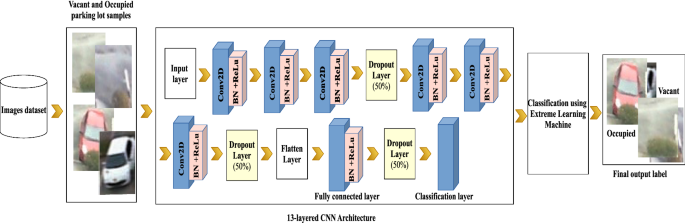 Vacant and Occupied
parking lot samples
Images dataset
Input
layer
Conv2D
BN +ReLu
Conv2D
BN +ReLu
Conv2D
BN +ReLu
Dropout
Layer
(50%)
Conv2D
BN +ReLu
Conv2D
BN +ReLu
Conv2D
BN +ReLu
Dropout
Layer
(50%)
Flatten
Layer
BN +ReLu
Fully connected layer
Dropout
Layer
(50%)
Classification layer
13-layered CNN Architecture
Classification using
Extreme Learning
Machine
Vacant
Occupied
Final output label